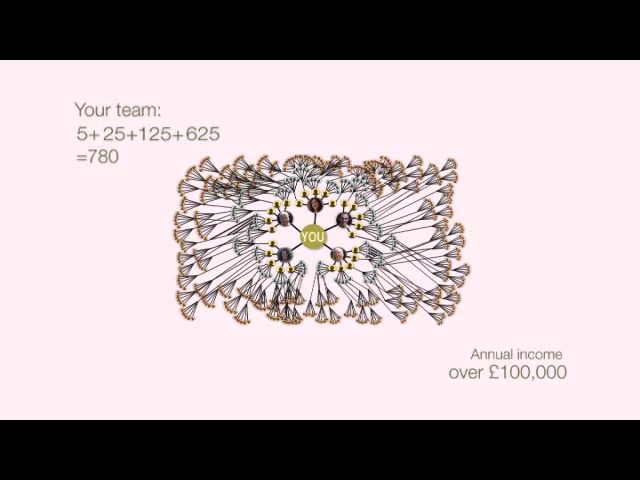 Your team:
5+25+125+625
=780
YOU
Annual income
over £100,000